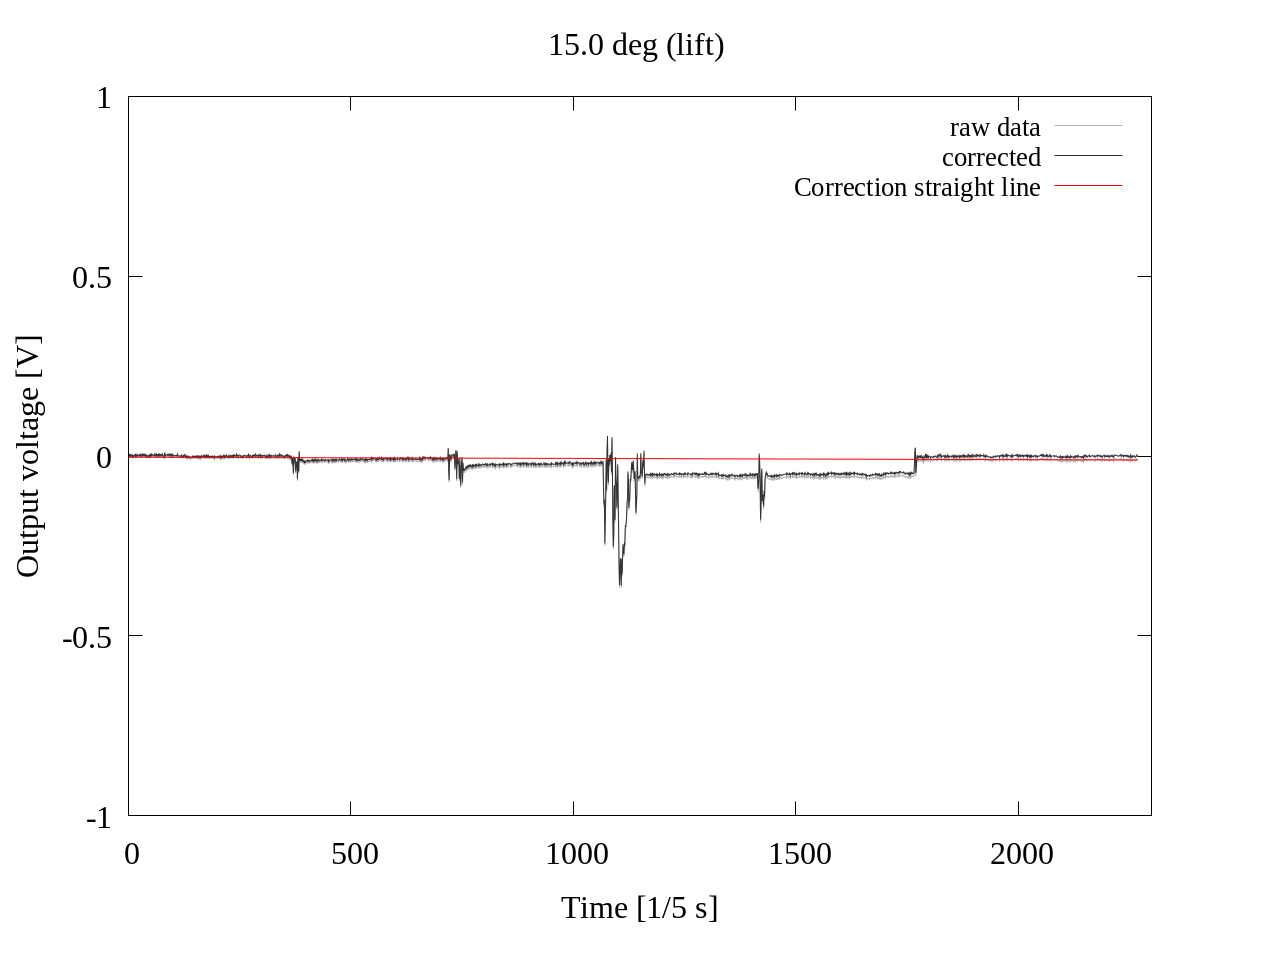 15.0 deg (lift)
1
raw data
corrected
Correction straight line
0.5
0
-0.5
-1
Output voltage [V]
0 500 1000 1500 2000
Time [1/5 s]